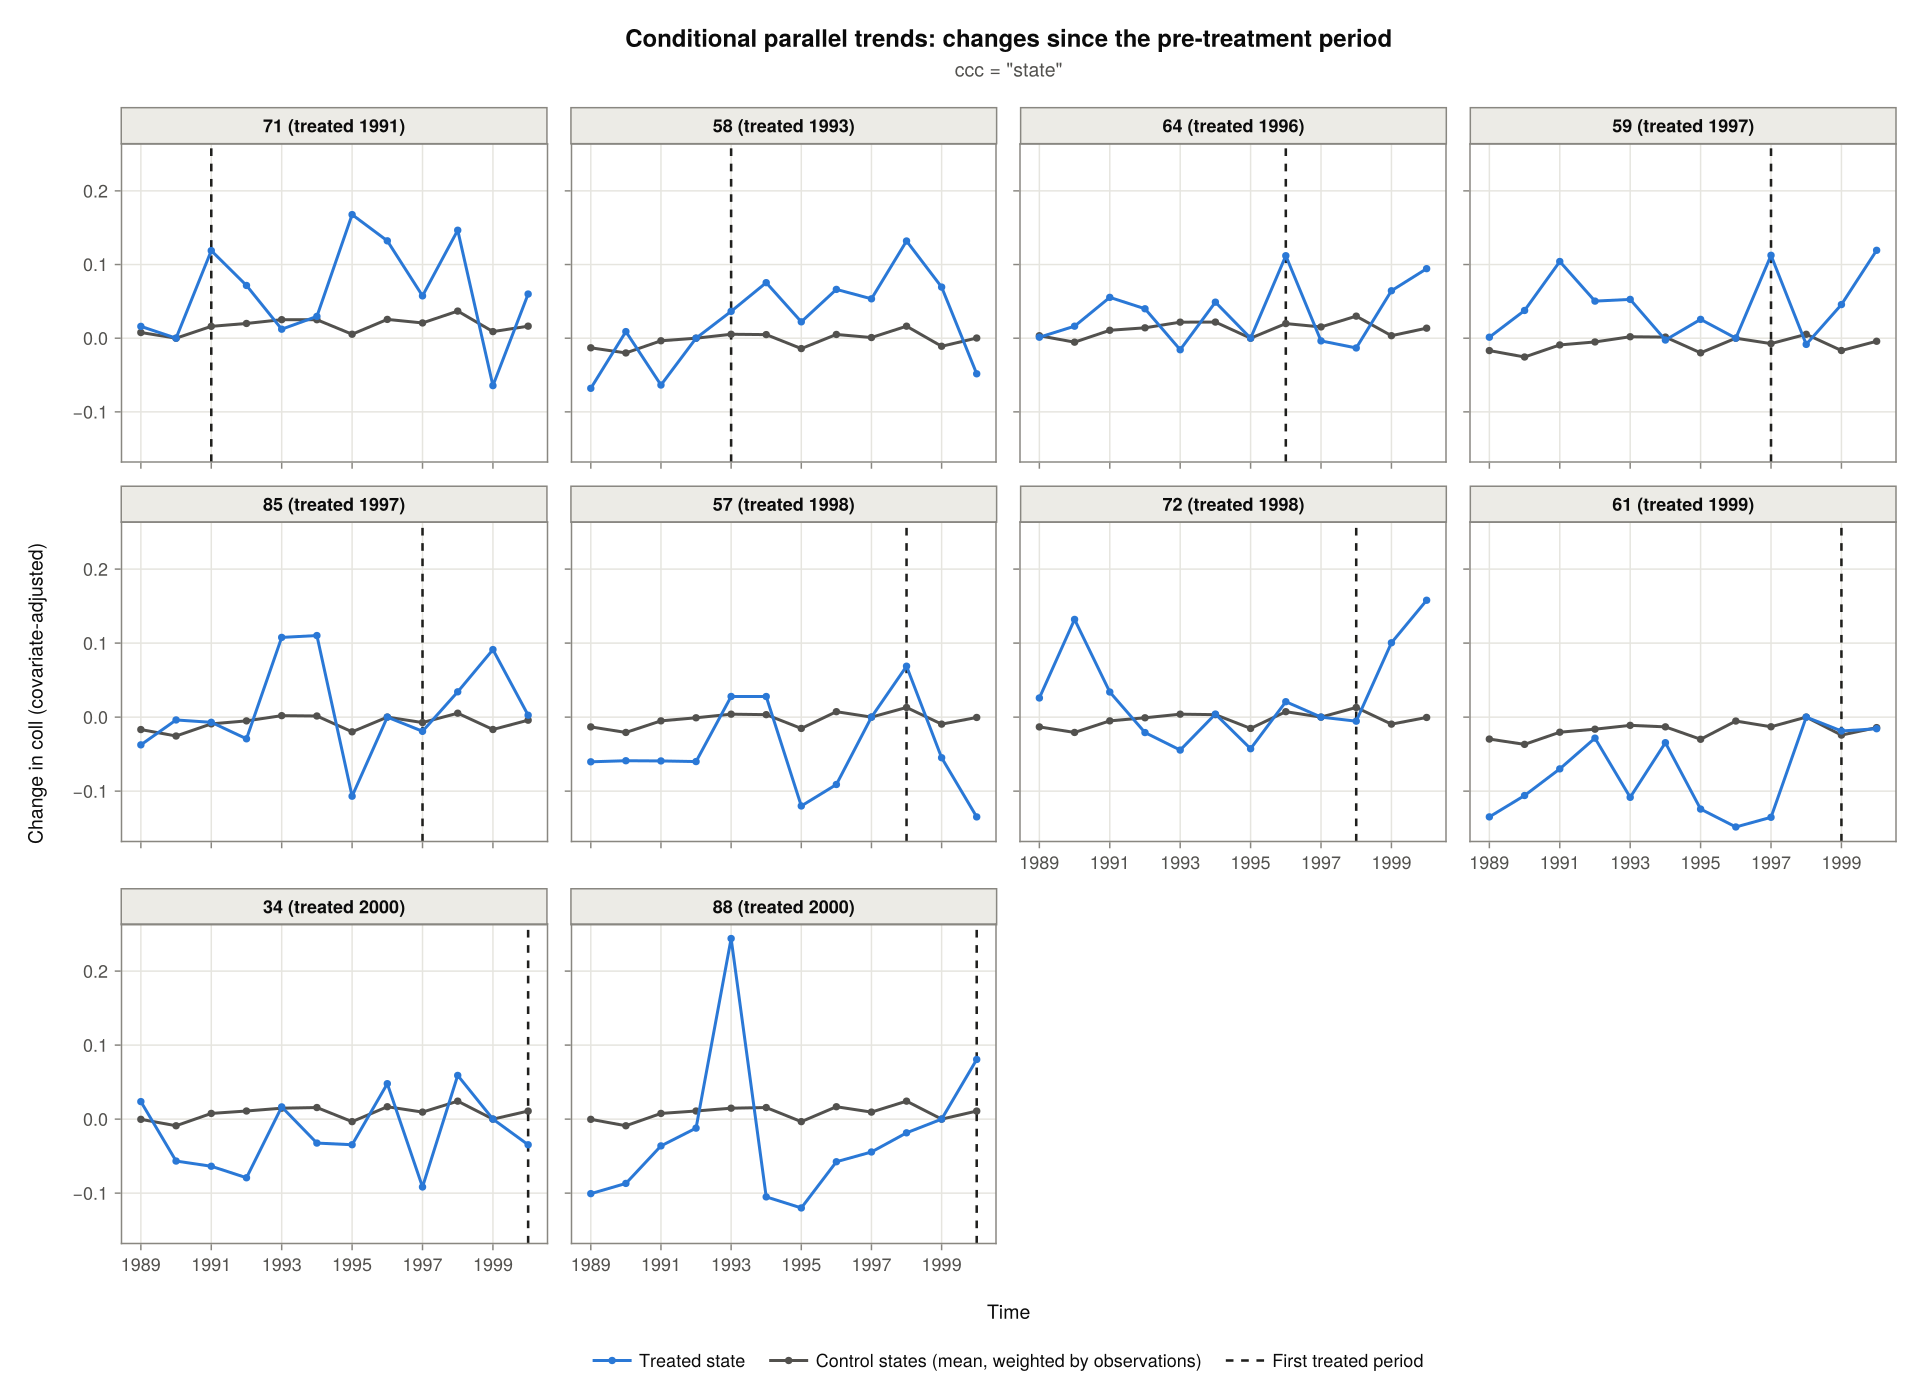 Conditional parallel trends: changes since the pre-treatment period
ccc = "state"
71 (treated 1991)
58 (treated 1993)
64 (treated 1996)
59 (treated 1997)
0.2
0.1
0.0
−0.1
85 (treated 1997)
57 (treated 1998)
72 (treated 1998)
61 (treated 1999)
0.2
0.1
0.0
−0.1
1989 1991 1993 1995 1997 1999
1989 1991 1993 1995 1997 1999
34 (treated 2000)
88 (treated 2000)
0.2
0.1
0.0
−0.1
1989 1991 1993 1995 1997 1999
1989 1991 1993 1995 1997 1999
Change in coll (covariate-adjusted)
Time
Treated state
Control states (mean, weighted by observations)
First treated period